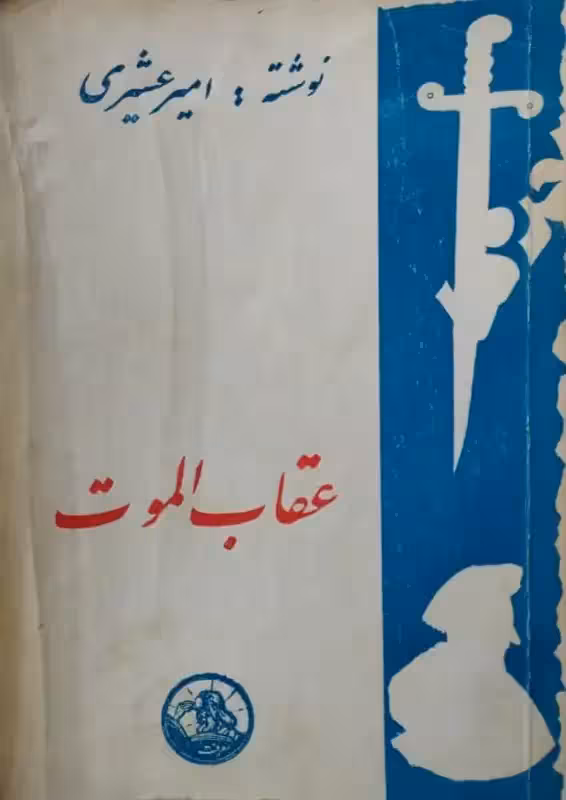 نوشته : امیر عشیری
عقاب الموت